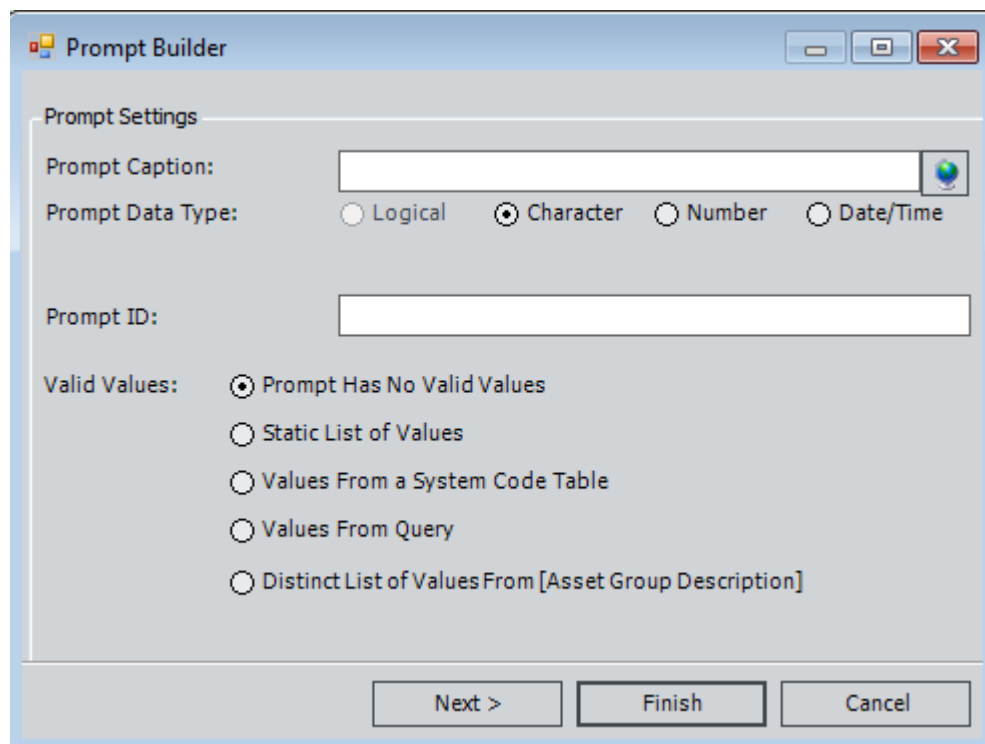 Prompt Builder
Prompt Settings
Prompt Caption:
Prompt Data Type: Logical Character Number Date/Time
Prompt ID:
Valid Values: Prompt Has No Valid Values
Static List of Values
Values From a System Code Table
Values From Query
Distinct List of Values From [Asset Group Description]
Next > Finish Cancel